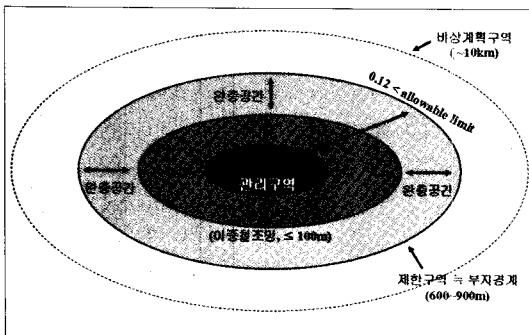 비상계획구역
(~10km)
0.12 < allowable limit
완충공간
관리구역
완충공간
완충공간
(이중철조망, ≤ 100m)
제한구역 ≒ 부지경계
(600~900m)